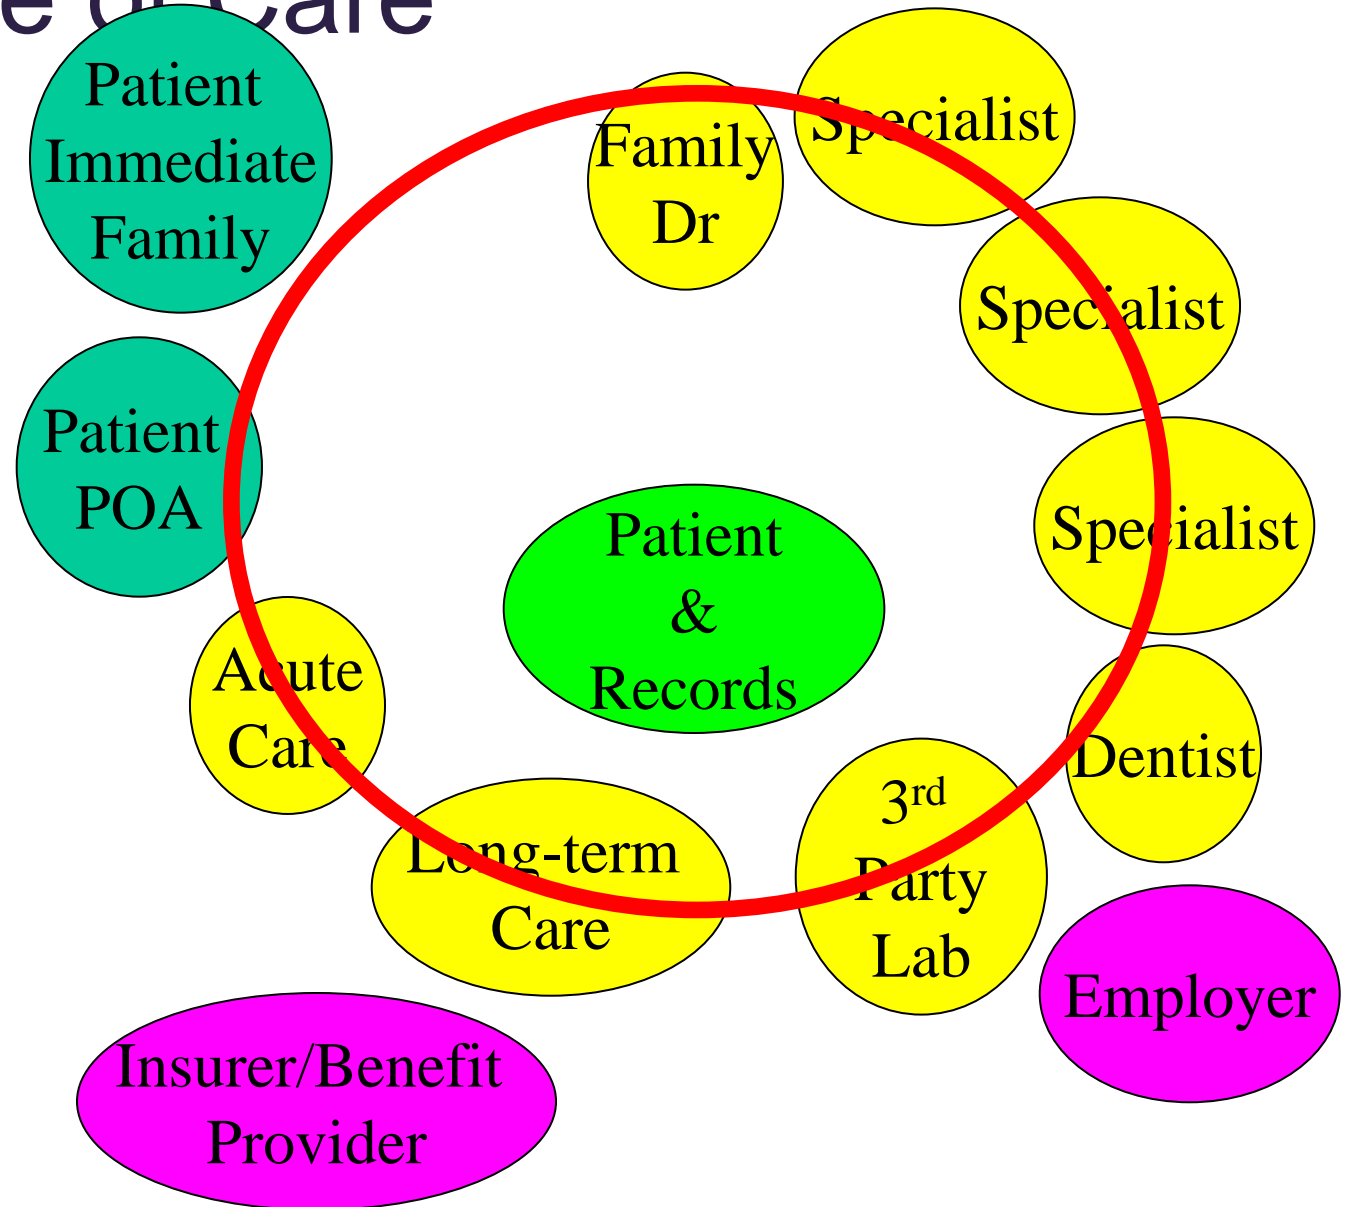 Care
Patient
Immediate
Family
Family
Dr
Specialist
Specialist
Patient
POA
Specialist
Patient
&
Records
Acute
Care
Dentist
3rd
Party
Lab
Long-term
Care
Employer
Insurer/Benefit
Provider